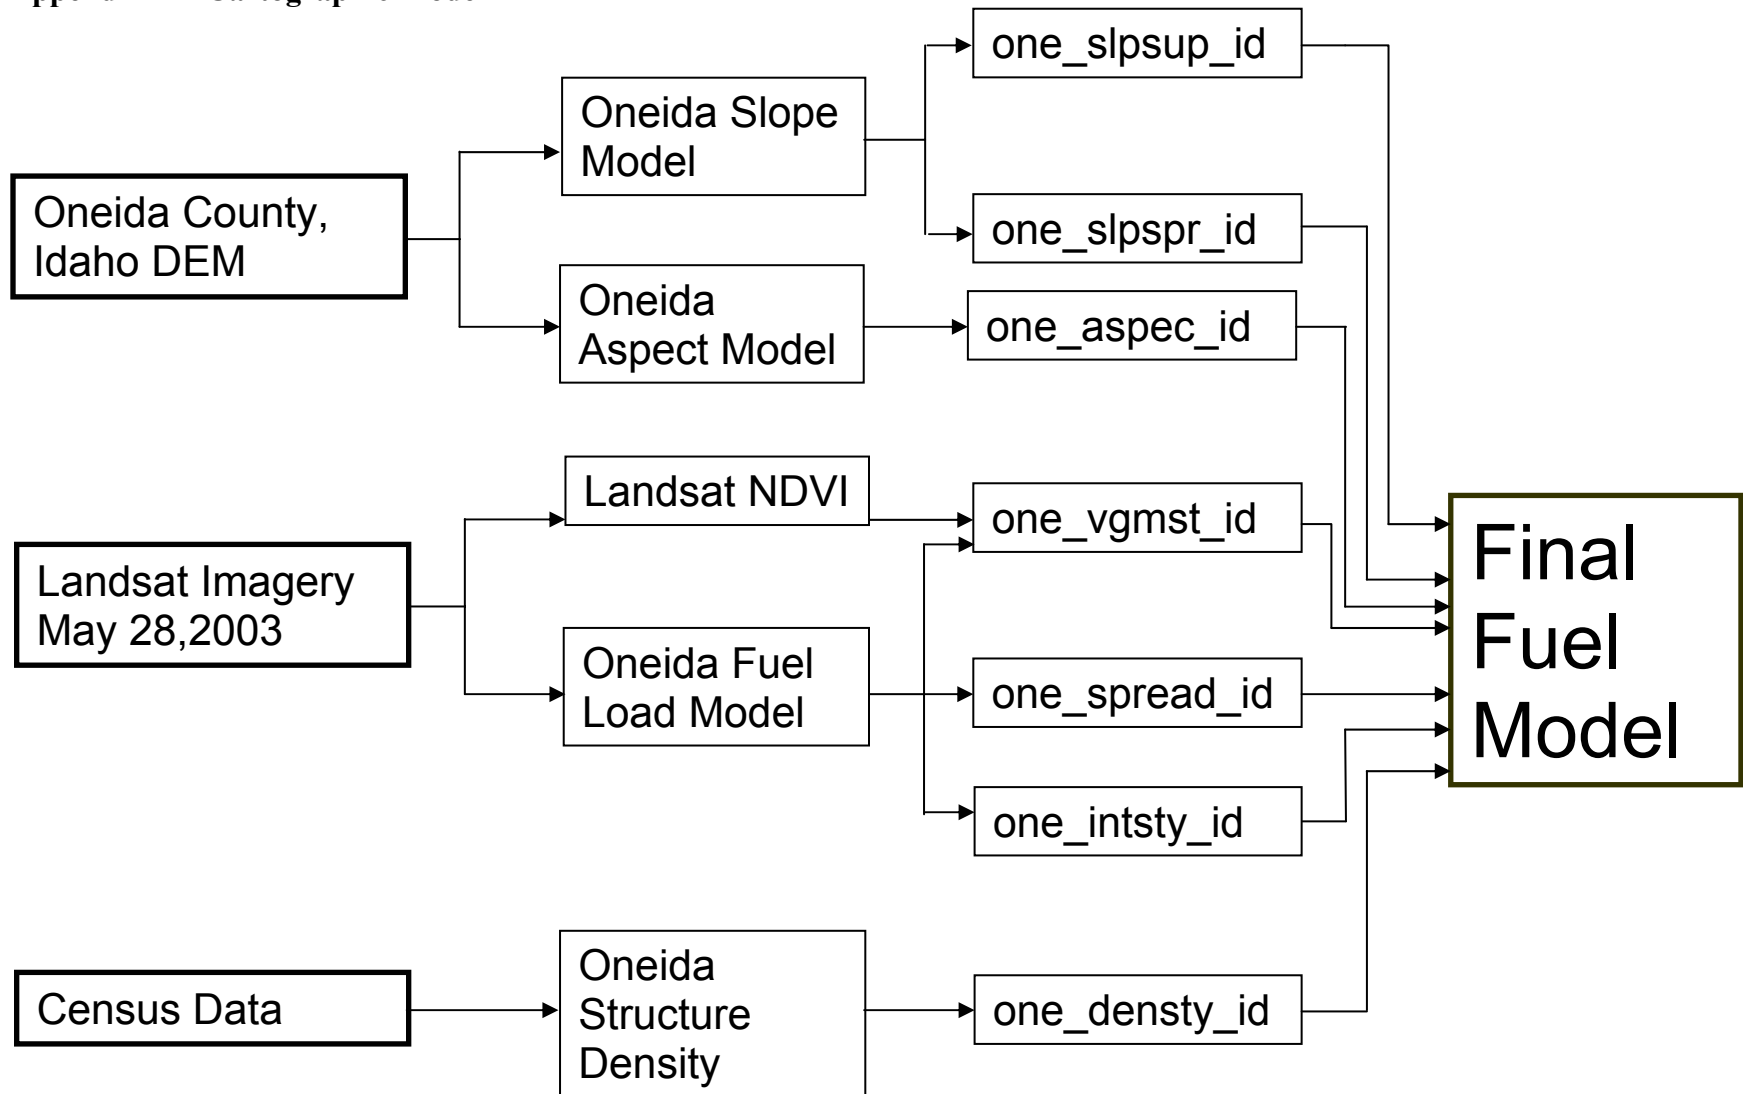 one_slpsup_id
Oneida Slope
Model
Oneida County,
Idaho DEM
one_slpspr_id
Oneida
Aspect Model
one_aspec_id
Landsat NDVI
one_vgmst_id
Landsat Imagery
May 28,2003
Oneida Fuel
Load Model
one_spread_id
one_intsty_id
Final
Fuel
Model
Census Data
Oneida
Structure
Density
one_densty_id